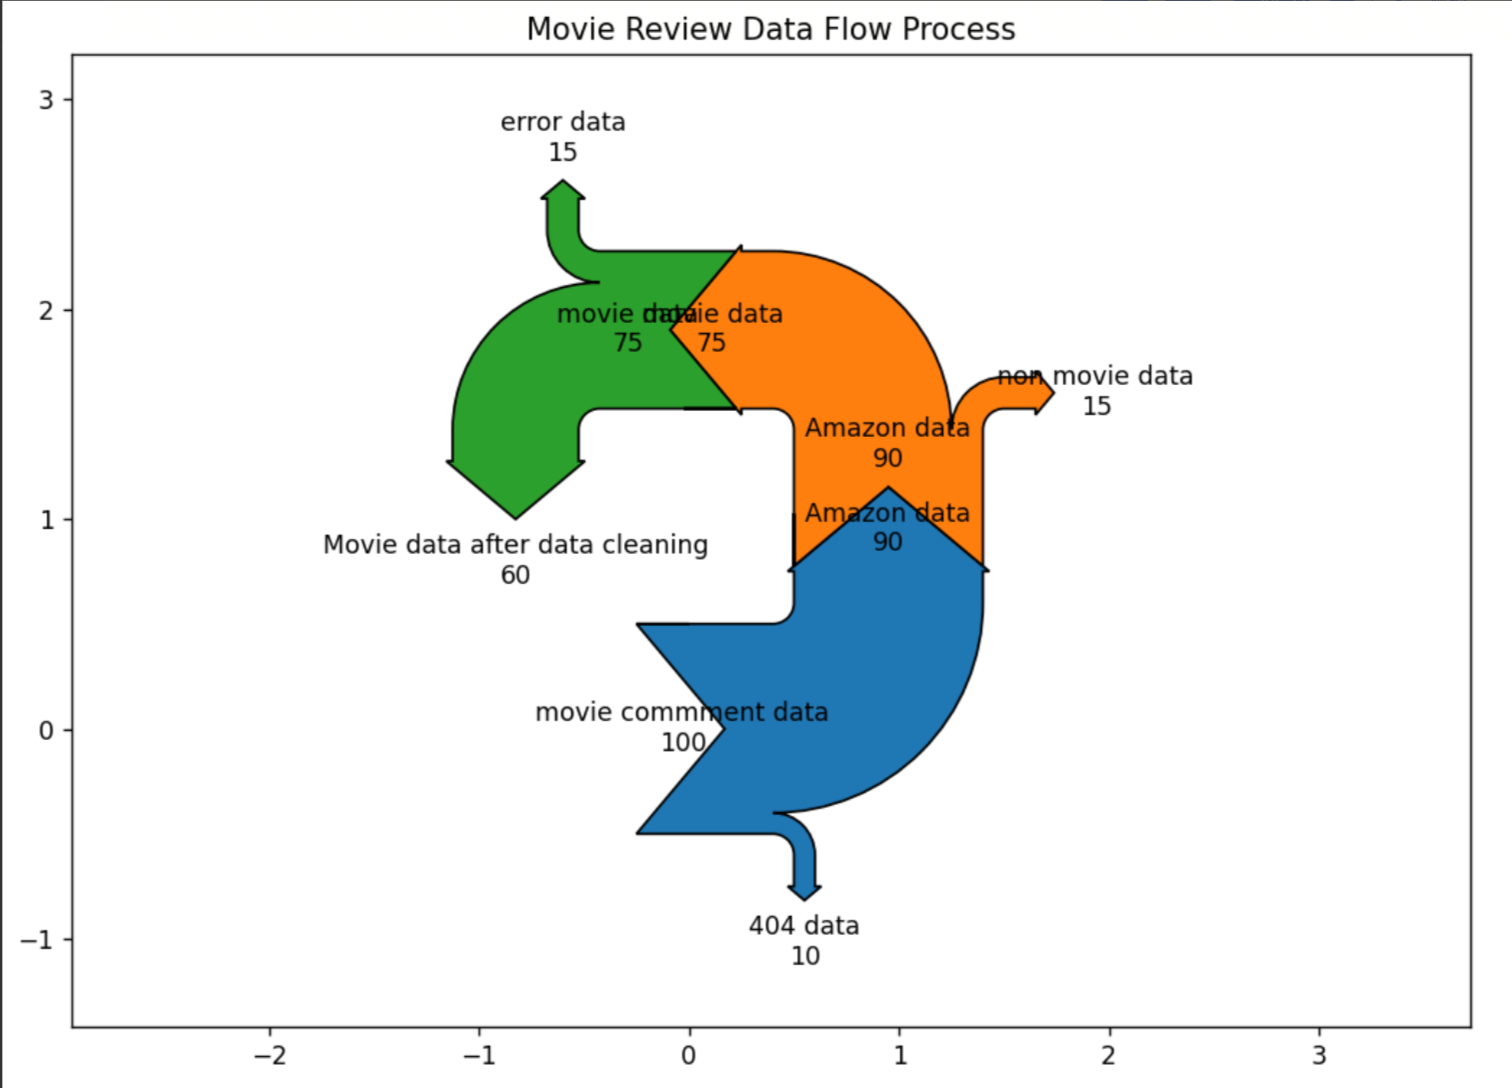 Movie Review Data Flow Process
3
2
1
0
−1
error data
15
movie data
75
movie data
75
non movie data
15
Amazon data
90
Amazon data
90
Movie data after data cleaning
60
movie commment data
100
404 data
10
−2
−1
0
1
2
3